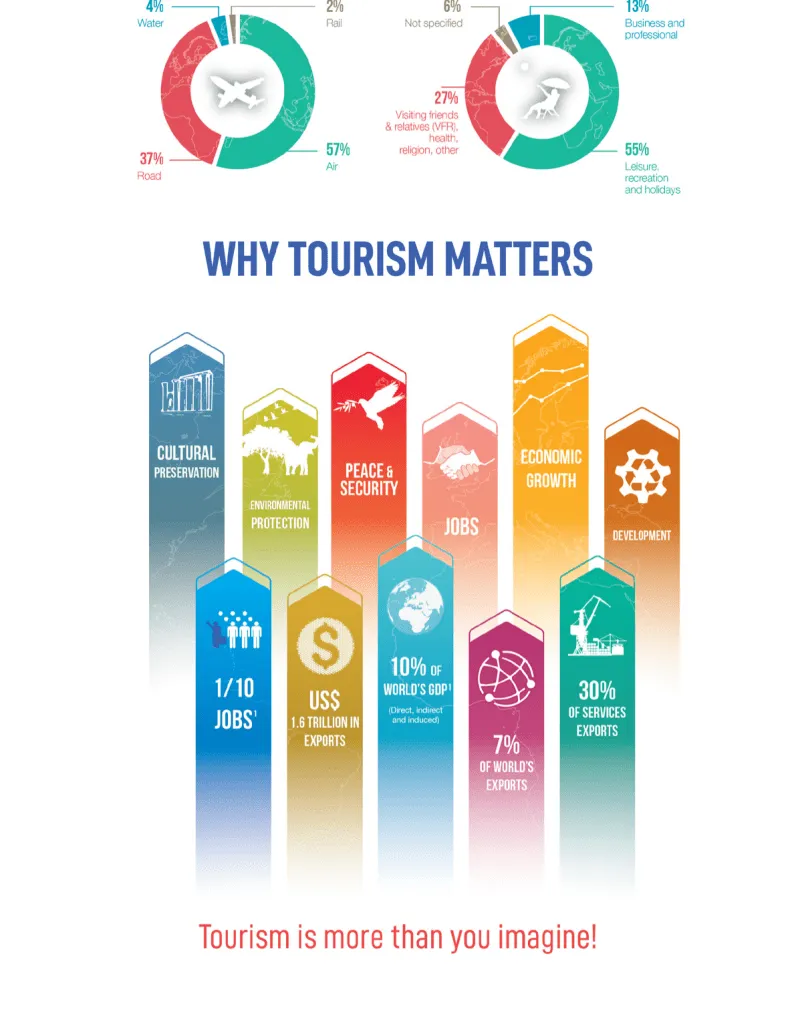 4%
Water
2%
Rail
37%
Road
57%
Air
6%
Not specified
13%
Business and
professional
27%
Visiting friends
& relatives (VFR),
health,
religion, other
55%
Leisure,
recreation
and holidays
WHY TOURISM MATTERS
CULTURAL
PRESERVATION
ENVIRONMENTAL
PROTECTION
PEACE &
SECURITY
JOBS
ECONOMIC
GROWTH
DEVELOPMENT
1/10
JOBS¹
US$
1.6 TRILLION IN
EXPORTS
10% OF
WORLD'S GDP¹
(Direct, indirect
and induced)
7%
OF WORLD'S
EXPORTS
30%
OF SERVICES
EXPORTS
Tourism is more than you imagine!